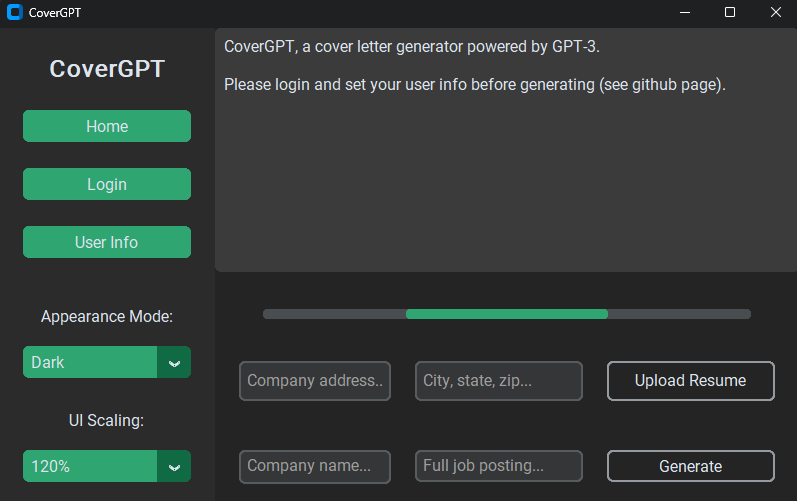 CoverGPT
CoverGPT
Home
Login
User Info
Appearance Mode:
Dark
UI Scaling:
120%
CoverGPT, a cover letter generator powered by GPT-3.
Please login and set your user info before generating (see github page).
Company address..
City, state, zip...
Upload Resume
Company name...
Full job posting...
Generate